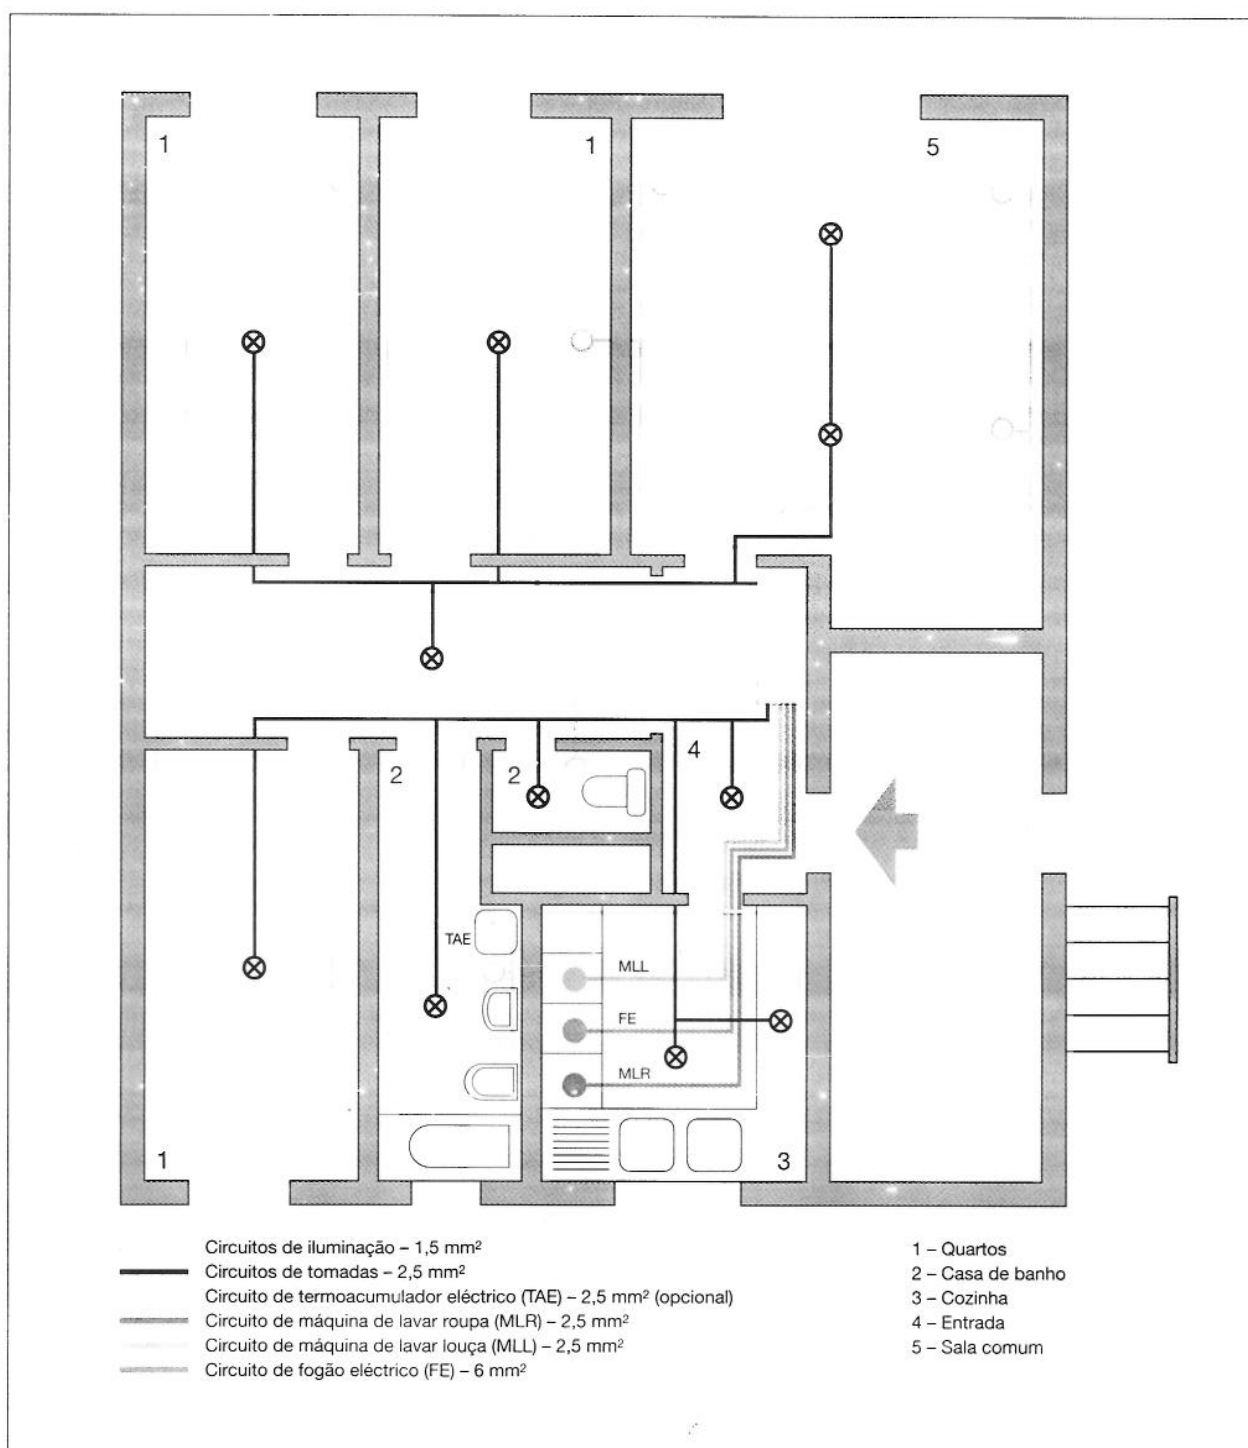 1
1
5
2
2
4
TAE
MLL
FE
MLR
1
3
Circuitos de iluminação – 1,5 mm²
Circuitos de tomadas – 2,5 mm²
Circuito de termoacumulador eléctrico (TAE) – 2,5 mm² (opcional)
Circuito de máquina de lavar roupa (MLR) – 2,5 mm²
Circuito de máquina de lavar louça (MLL) – 2,5 mm²
Circuito de fogão eléctrico (FE) – 6 mm²
1 – Quartos
2 – Casa de banho
3 – Cozinha
4 – Entrada
5 – Sala comum